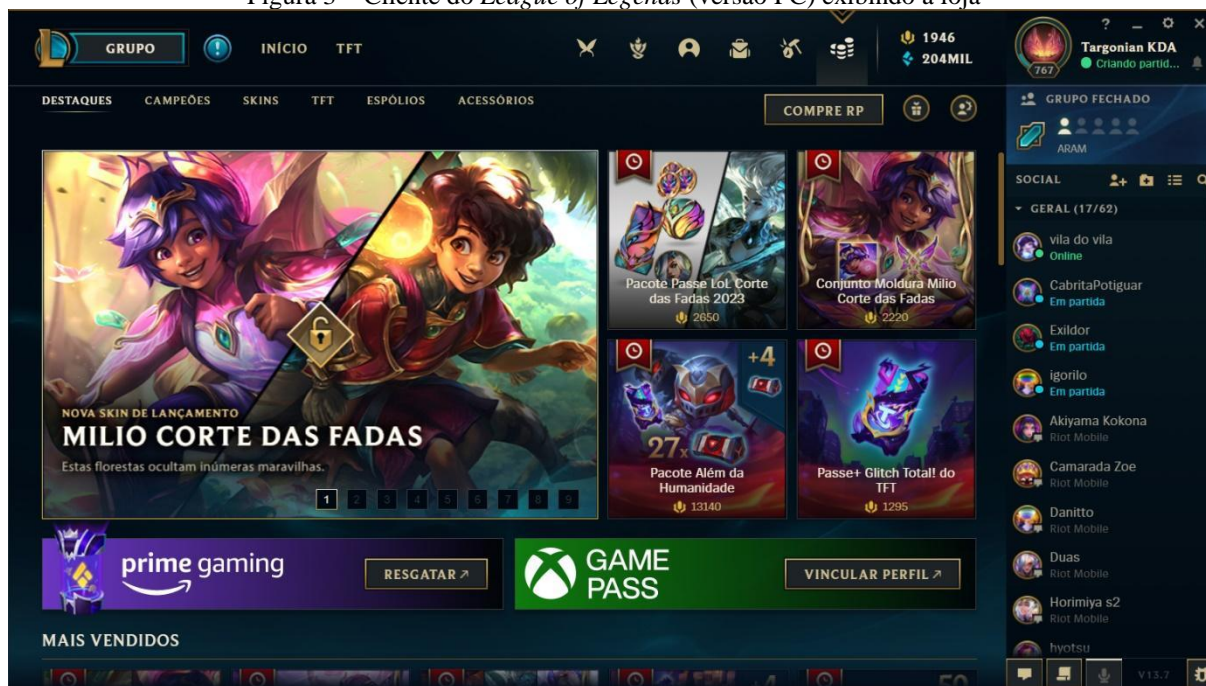 Figura 3 – Cliente do League of Legends (versão PC) exibindo a loja
GRUPO
INÍCIO
TFT
1946
204MIL
Targonian KDA
Criando partid...
767
DESTAQUES
CAMPEÕES
SKINS
TFT
ESPÓLIOS
ACESSÓRIOS
COMPRE RP
GRUPO FECHADO
ARAM
SOCIAL
GERAL (17/62)
NOVA SKIN DE LANÇAMENTO
MILIO CORTE DAS FADAS
Estas florestas ocultam inúmeras maravilhas.
1 2 3 4 5 6 7 8 9
Pacote Passe LoL Corte
das Fadas 2023
2650
Conjunto Moldura Milio
Corte das Fadas
2220
+4
27x
Pacote Além da
Humanidade
13140
Passe+ Glitch Total! do
TFT
1295
vila do vila
Online
CabritaPotiguar
Em partida
Exildor
Em partida
igorilo
Em partida
Akiyama Kokona
Riot Mobile
Camarada Zoe
Riot Mobile
Danitto
Riot Mobile
Duas
Riot Mobile
Horimiya s2
Riot Mobile
hyotsu
prime gaming
RESGATAR
XBOX GAME
PASS
VINCULAR PERFIL
MAIS VENDIDOS
+4
50
V13.7